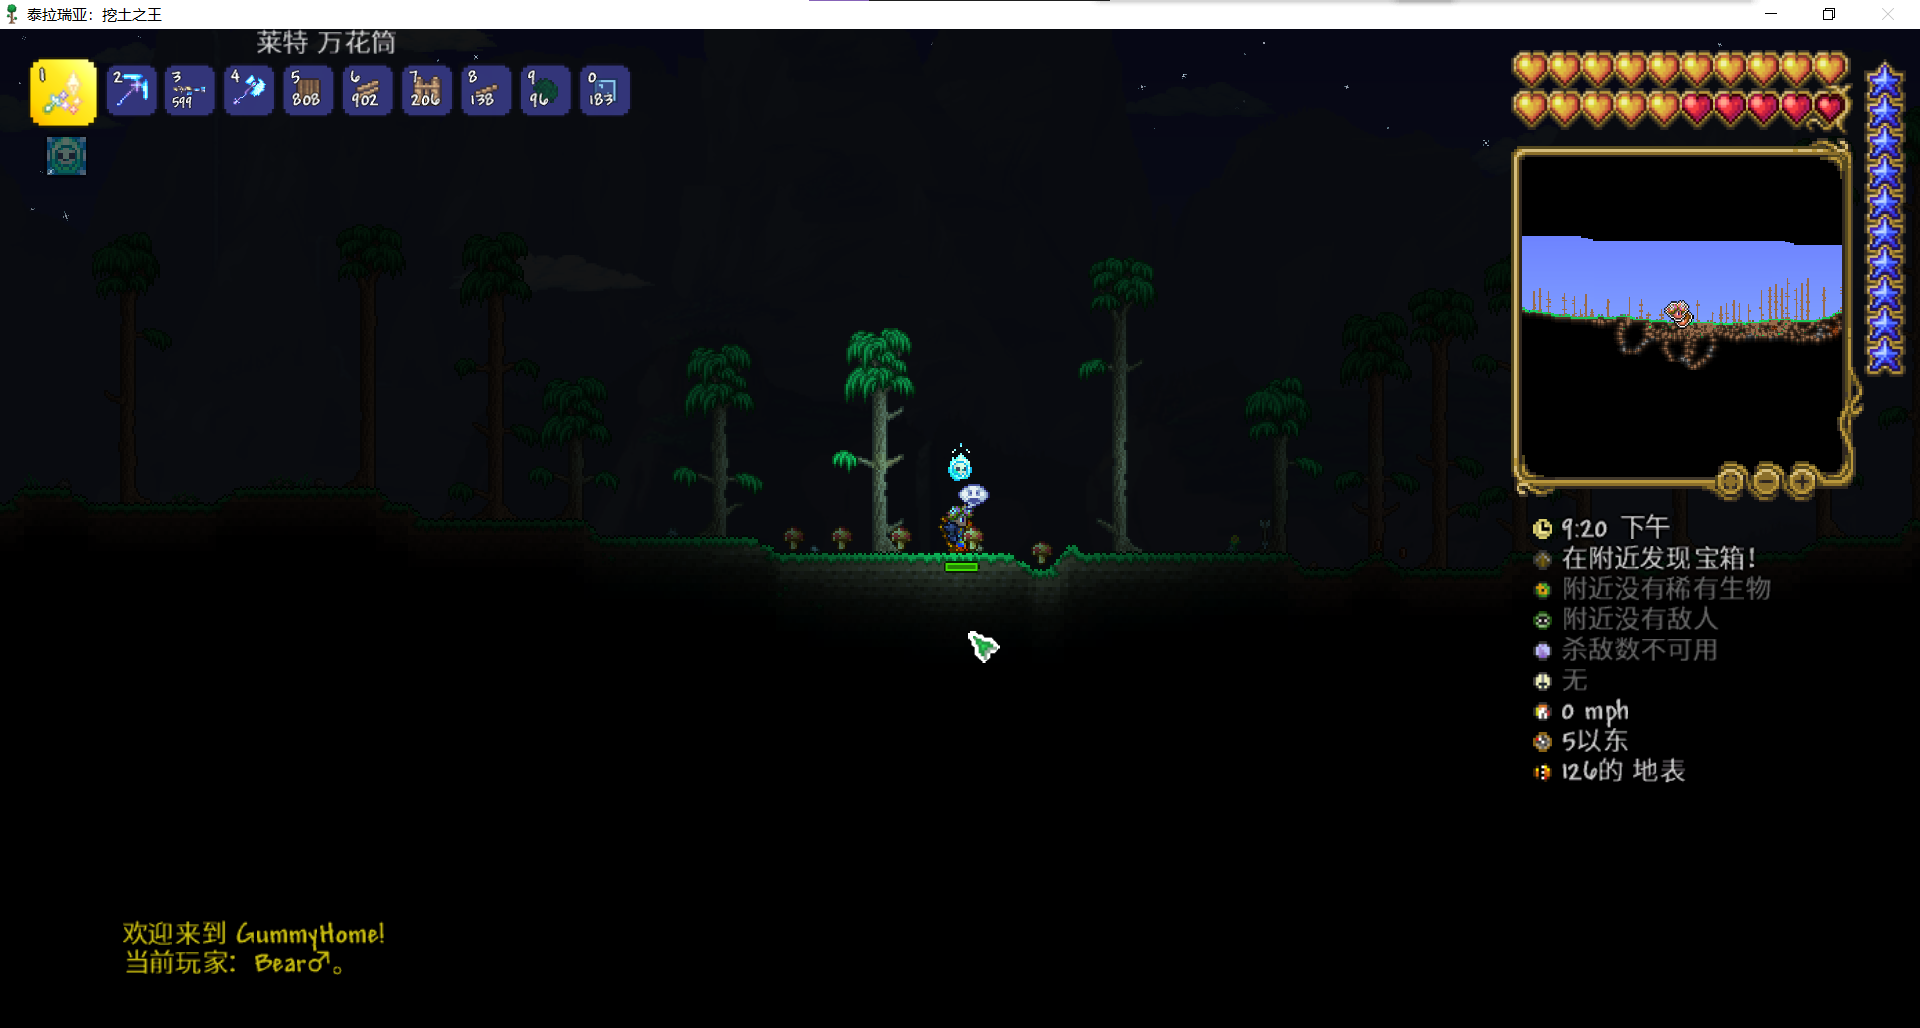 泰拉瑞亚：挖土之王
莱特 万花筒
1
2
3 599
4
5 808
6 902
7 206
8 138
9 96
0 183
9:20 下午
在附近发现宝箱！
附近没有稀有生物
附近没有敌人
杀敌数不可用
无
0 mph
5以东
126的 地表
欢迎来到 GummyHome!
当前玩家：Bear♂。